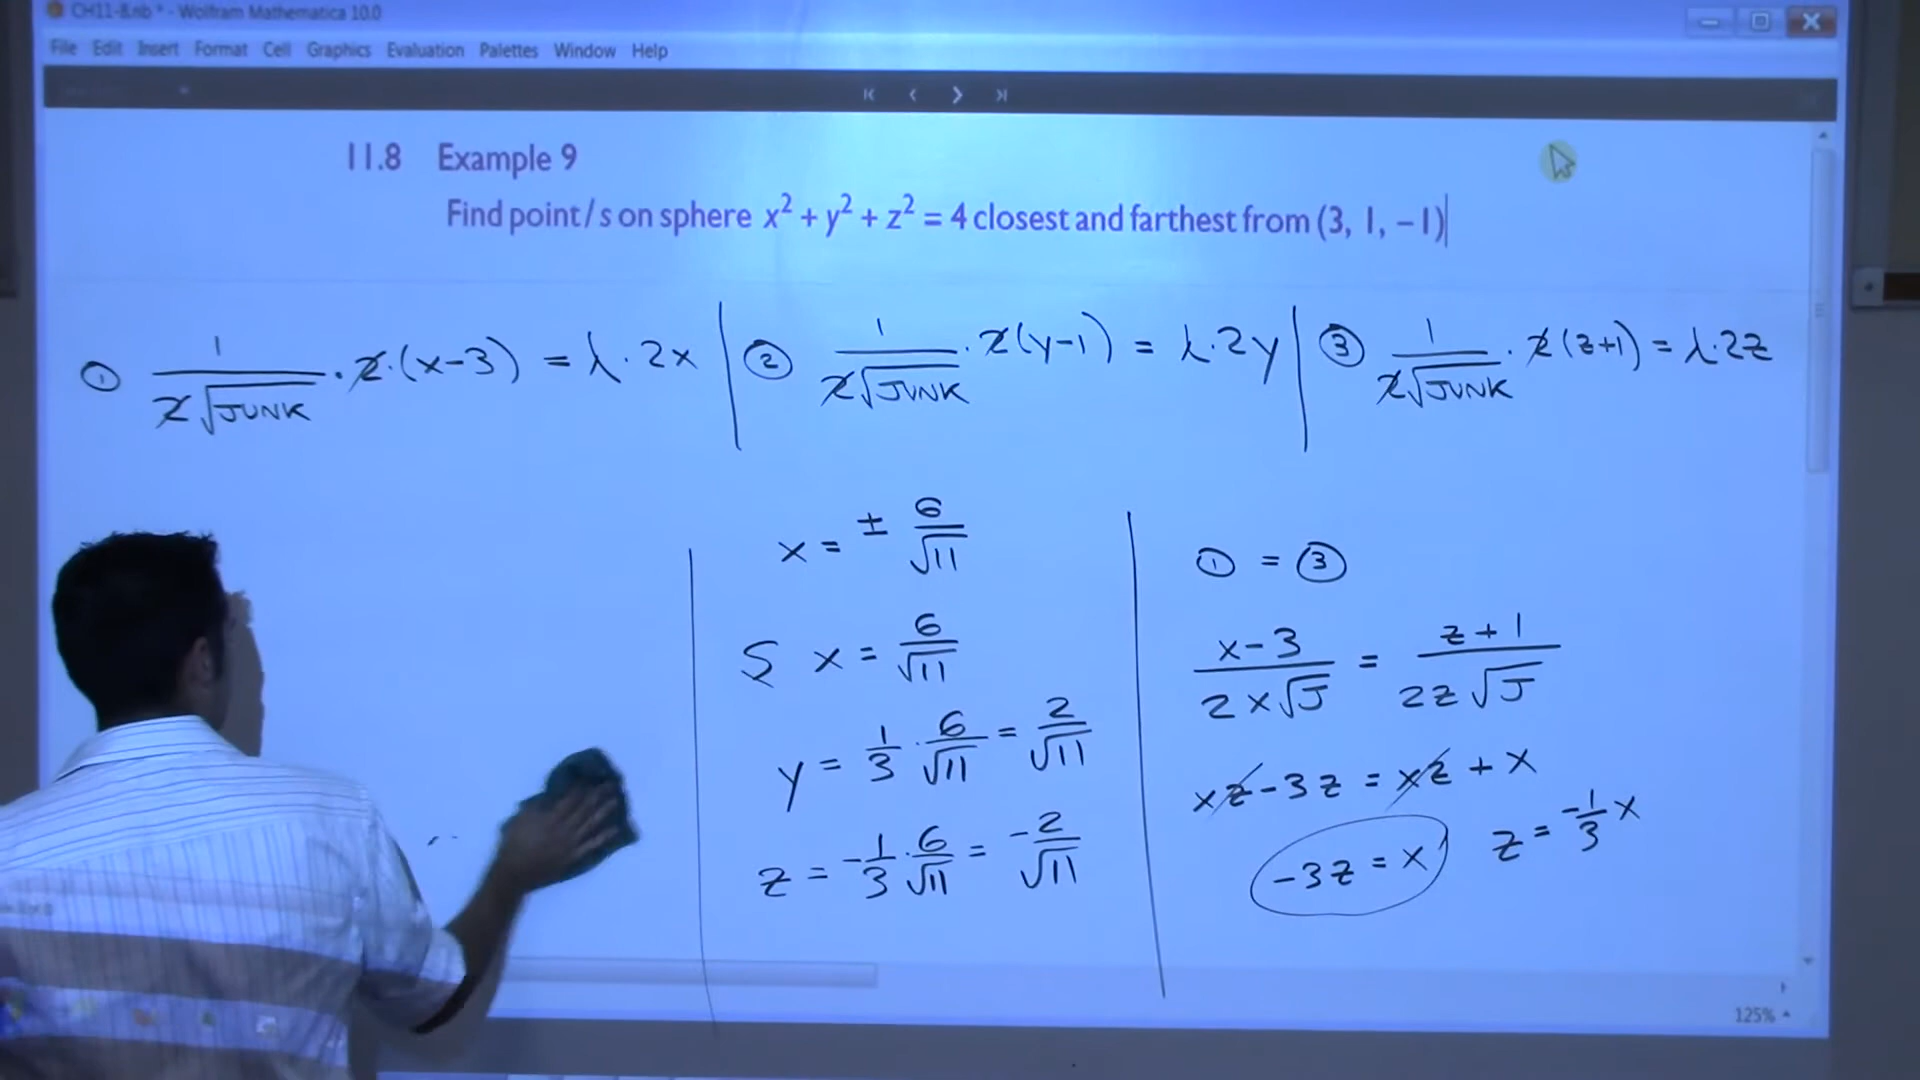 CH11-8.nb * - Wolfram Mathematica 10.0
File Edit Insert Format Cell Graphics Evaluation Palettes Window Help
11.8 Example 9
Find point/s on sphere x² + y² + z² = 4 closest and farthest from (3, 1, −1)
① 1/(2√JUNK) · 2·(x−3) = λ·2x
② 1/(2√JUNK) · 2(y−1) = λ·2y
③ 1/(2√JUNK) · 2(z+1) = λ·2z
x = ± 6/√11
x = 6/√11
y = 1/3 · 6/√11 = 2/√11
z = −1/3 · 6/√11 = −2/√11
① = ③
(x−3)/(2x√J) = (z+1)/(2z√J)
xz − 3z = xz + x
−3z = x
z = −1/3 x
125%